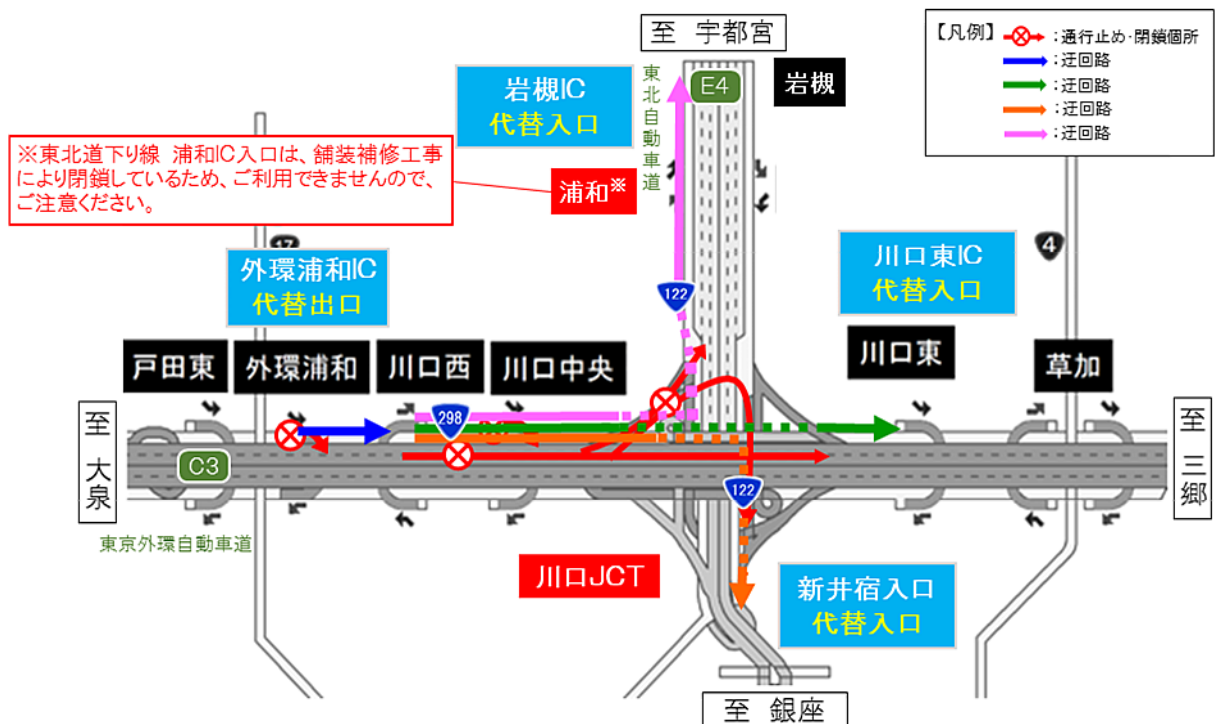 至 宇都宮
【凡例】
：通行止め・閉鎖個所
：迂回路
：迂回路
：迂回路
：迂回路
岩槻IC
代替入口
東北自動車道
E4
岩槻
※東北道下り線 浦和IC入口は、舗装補修工事
により閉鎖しているため、ご利用できませんので、
ご注意ください。
浦和※
17
4
外環浦和IC
代替出口
川口東IC
代替入口
122
戸田東
外環浦和
川口西
川口中央
川口東
草加
至 大泉
298
C3
至 三郷
122
東京外環自動車道
川口JCT
新井宿入口
代替入口
至 銀座